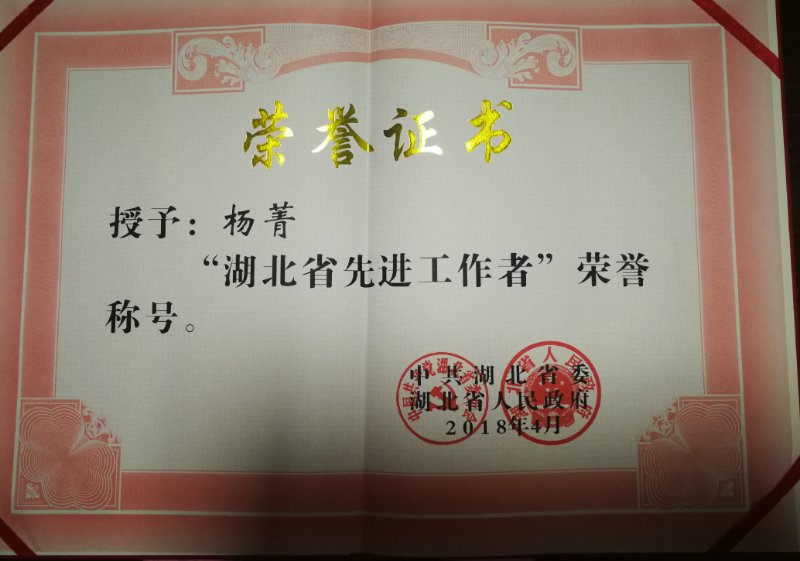 荣誉证书
授予：杨菁
“湖北省先进工作者”荣誉
称号。
中共湖北省委
湖北省人民政府
2018年4月